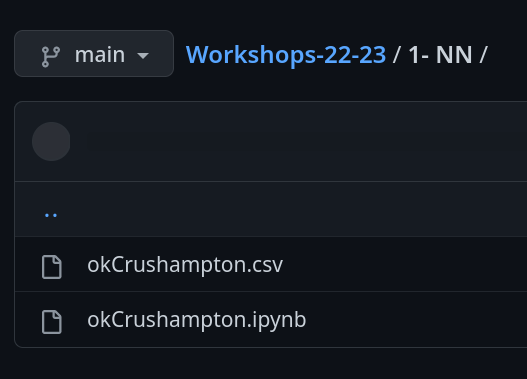 main Workshops-22-23 / 1- NN /
..
okCrushampton.csv
okCrushampton.ipynb